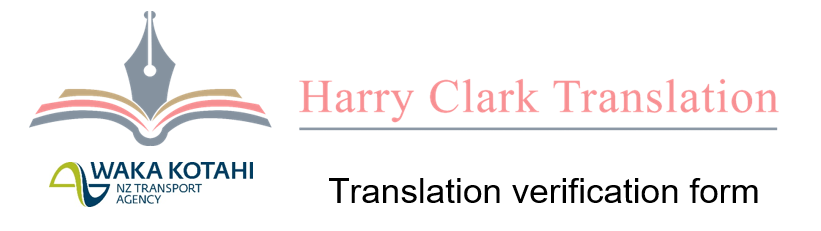 Harry Clark Translation
WAKA KOTAHI
NZ TRANSPORT
AGENCY
Translation verification form